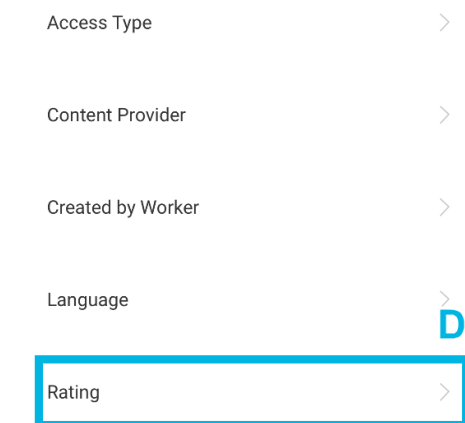 Access Type
Content Provider
Created by Worker
Language
D
Rating